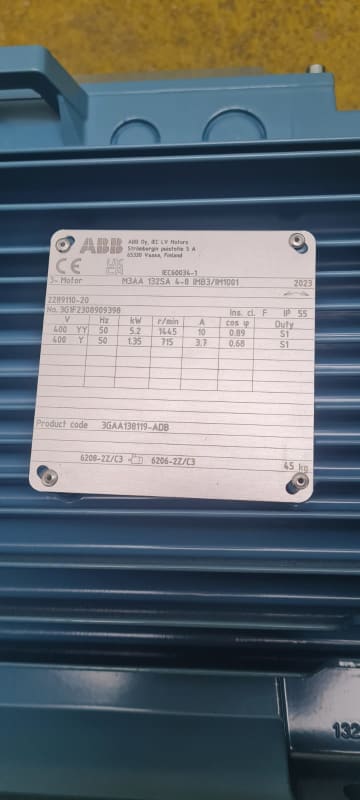 ABB
ABB Oy, IEC LV Motors
Strömbergin puistotie 5 A
65320 Vaasa, Finland
CE UK CA
IEC60034-1
3~ Motor M3AA 132SA 4-8 IMB3/IM1001 2023
2289110-20
No. 3G1F2308909398 Ins. cl. F IP 55
V Hz kW r/min A cos φ Duty
400 YY 50 5.2 1445 10 0.89 S1
400 Y 50 1.35 715 3.7 0.68 S1
Product code 3GAA138119-ADB
6208-2Z/C3 6206-2Z/C3 45 kg
132